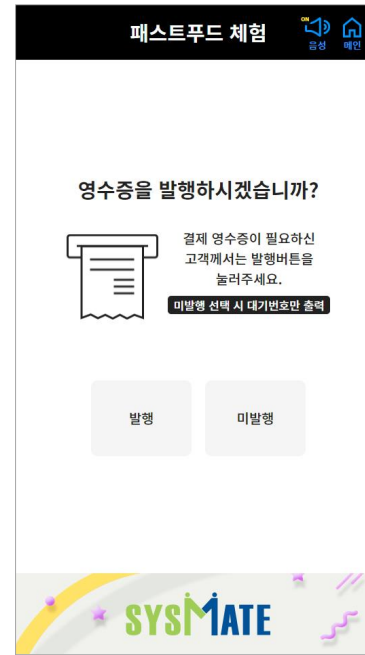 패스트푸드 체험
ON
음성
메인
영수증을 발행하시겠습니까?
결제 영수증이 필요하신
고객께서는 발행버튼을
눌러주세요.
미발행 선택 시 대기번호만 출력
발행
미발행
SYSMATE